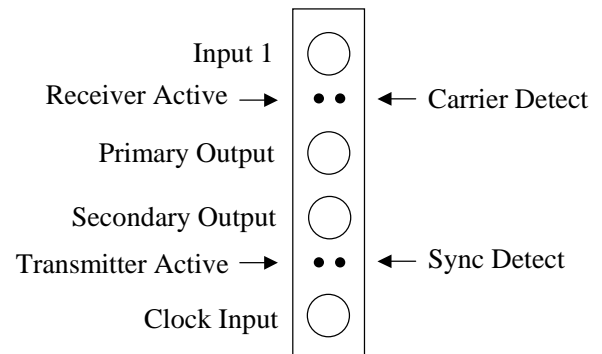 Input 1
Receiver Active
Carrier Detect
Primary Output
Secondary Output
Transmitter Active
Sync Detect
Clock Input